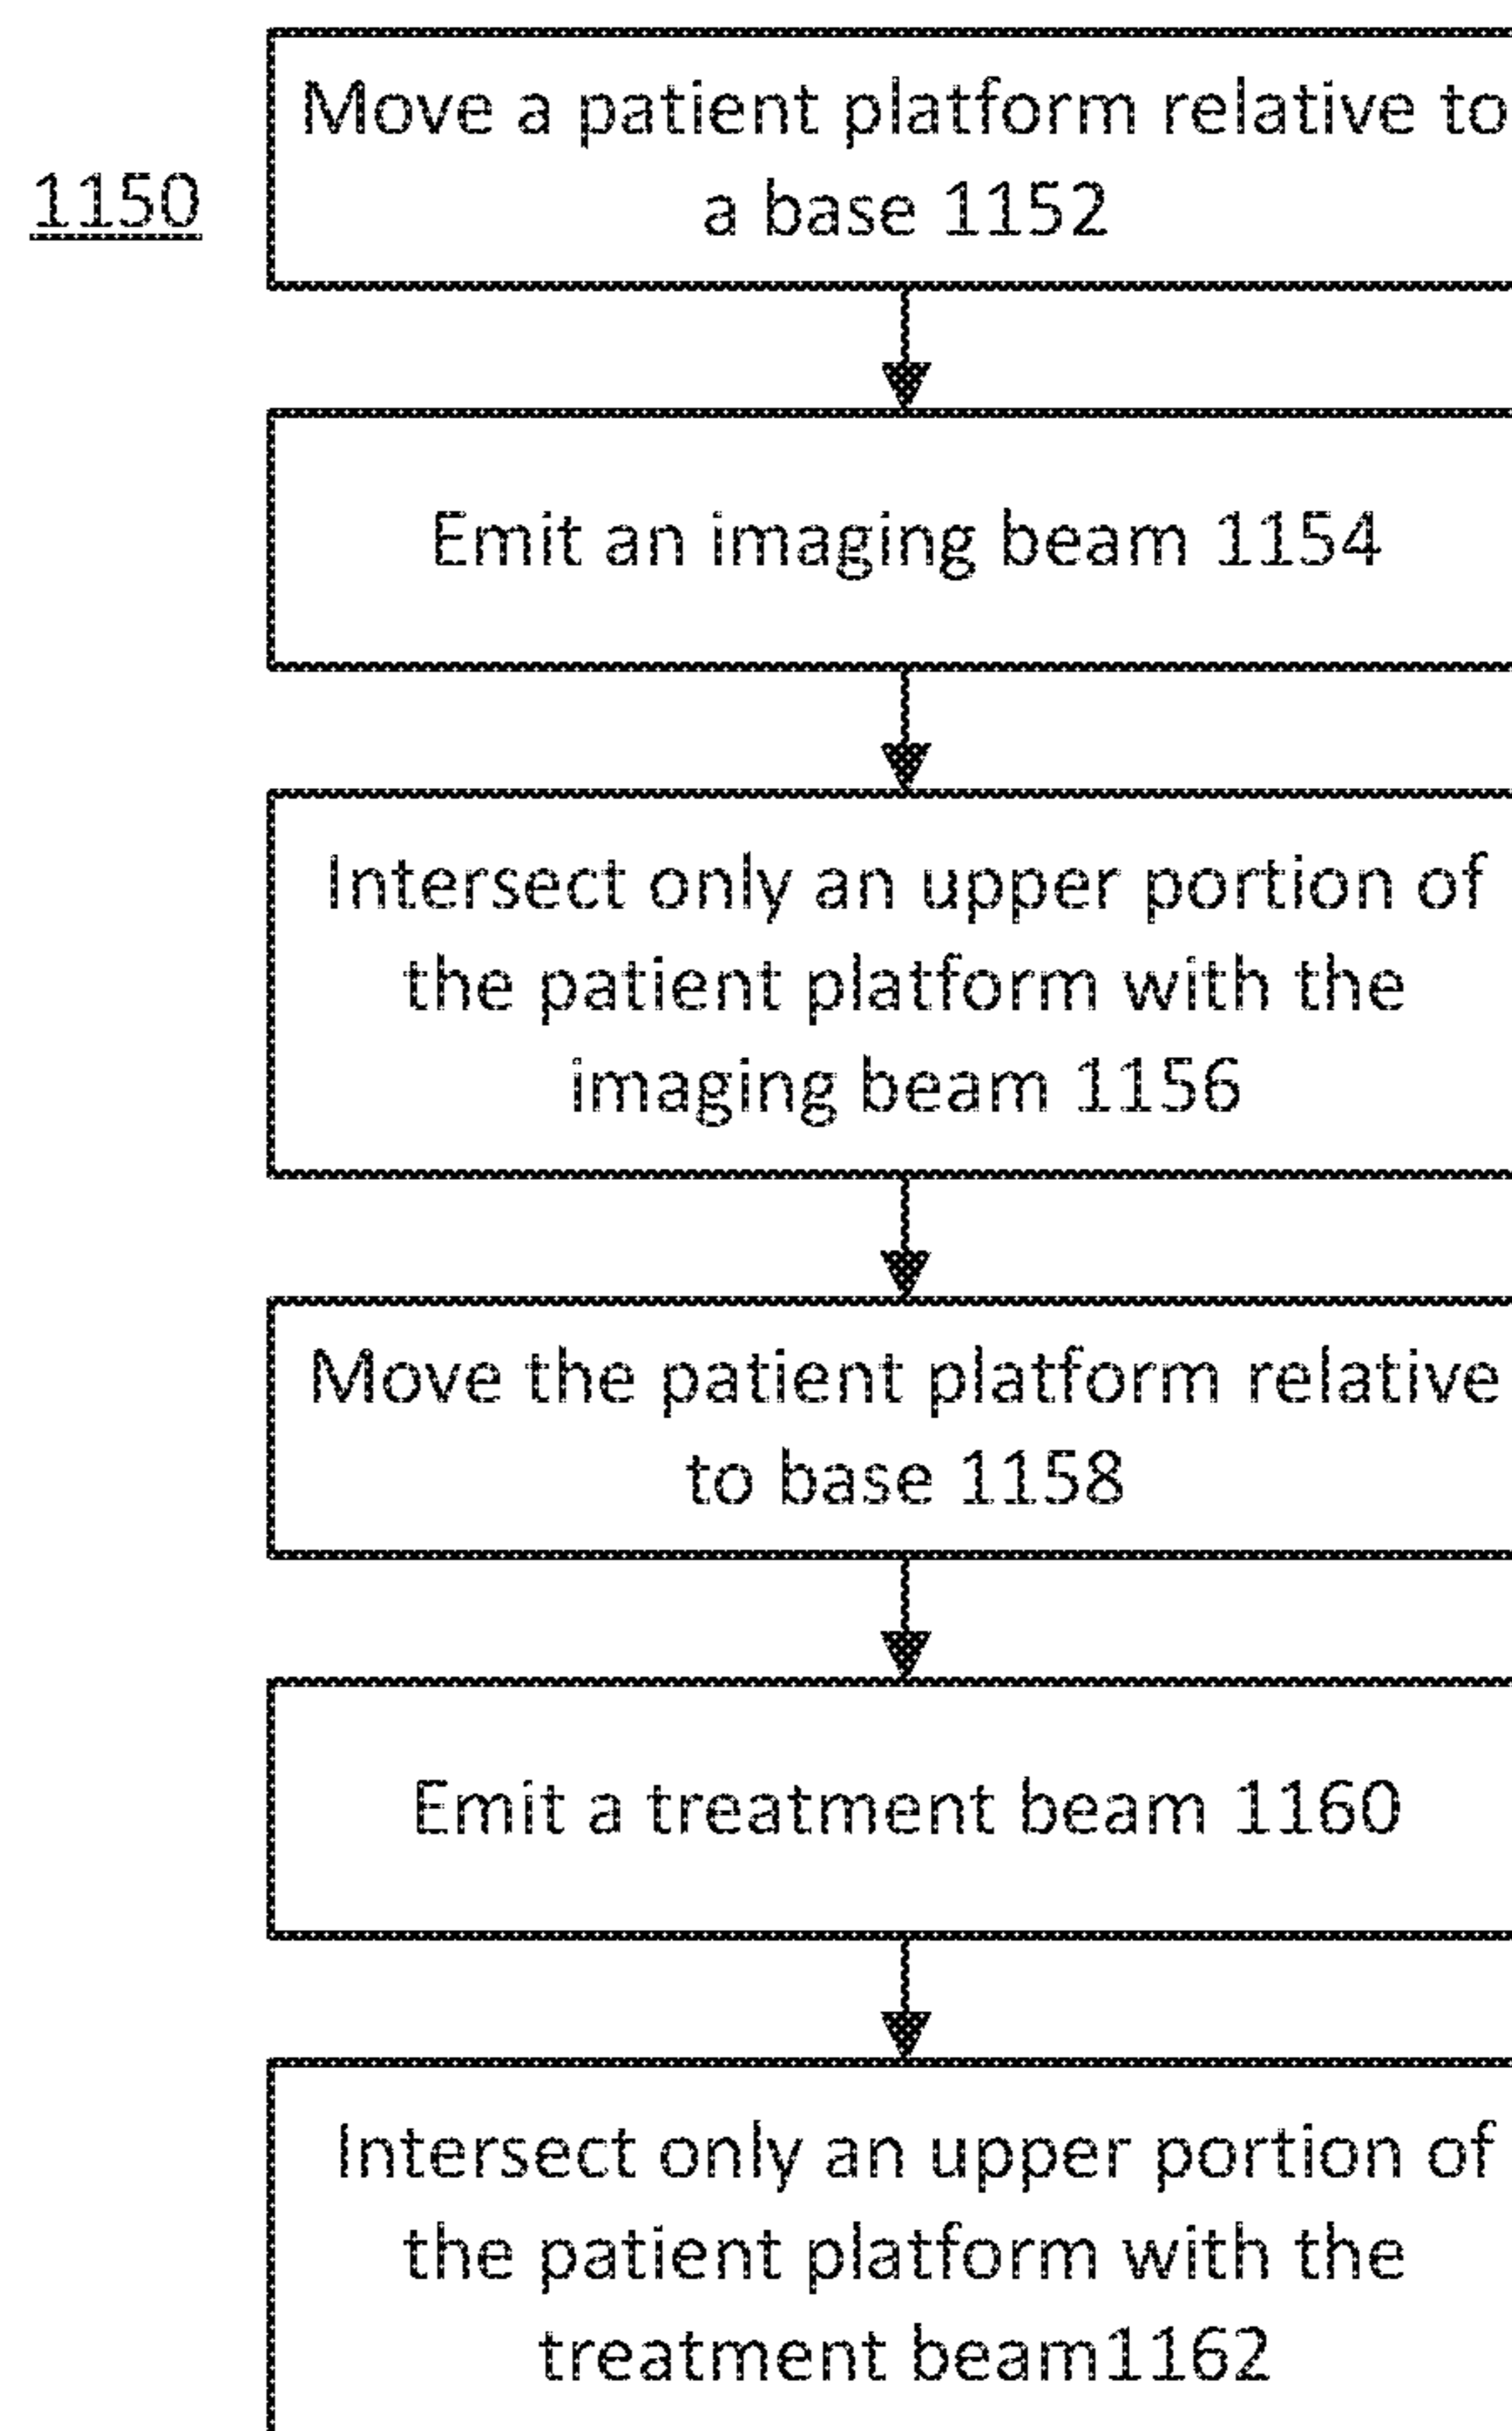 Move a patient platform relative to
1150
a base 1152
Emit an imaging beam 1154
Intersect only an upper portion of
the patient platform with the
imaging beam 1156
Move the patient platform relative
to base 1158
Emit a treatment beam 1160
Intersect only an upper portion of
the patient platform with the
treatment beam1162